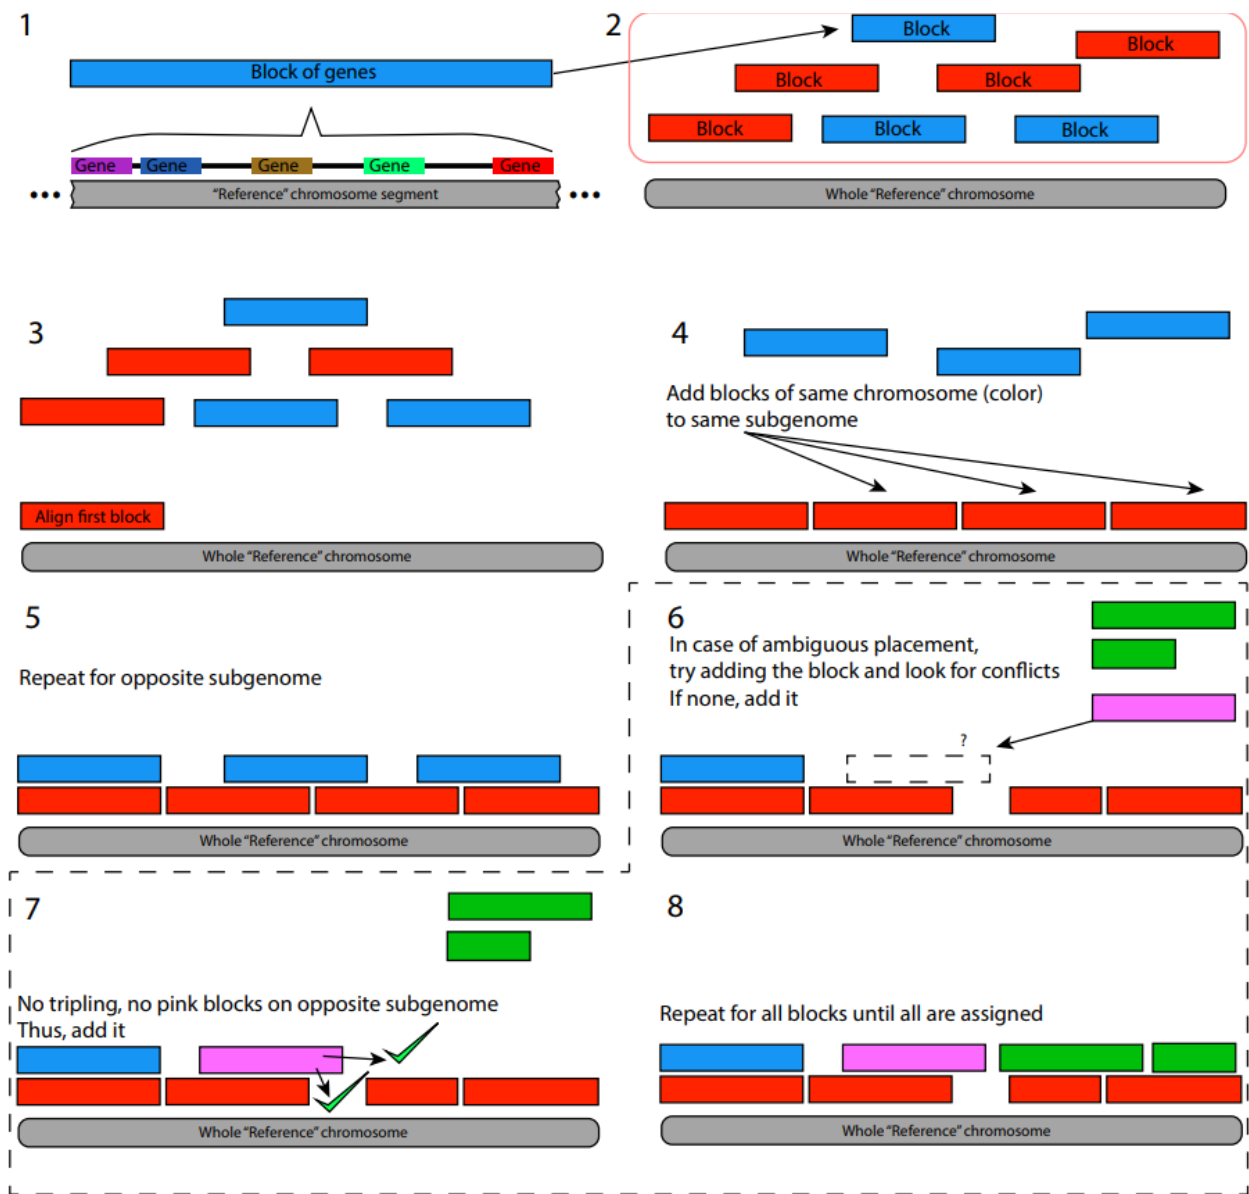 1
Block of genes
Gene Gene Gene Gene Gene
••• "Reference" chromosome segment •••
2
Block
Block
Block Block
Block Block Block
Whole "Reference" chromosome
3
Align first block
Whole "Reference" chromosome
4
Add blocks of same chromosome (color)
to same subgenome
Whole "Reference" chromosome
5
Repeat for opposite subgenome
Whole "Reference" chromosome
6
In case of ambiguous placement,
try adding the block and look for conflicts
If none, add it
?
Whole "Reference" chromosome
7
No tripling, no pink blocks on opposite subgenome
Thus, add it
Whole "Reference" chromosome
8
Repeat for all blocks until all are assigned
Whole "Reference" chromosome